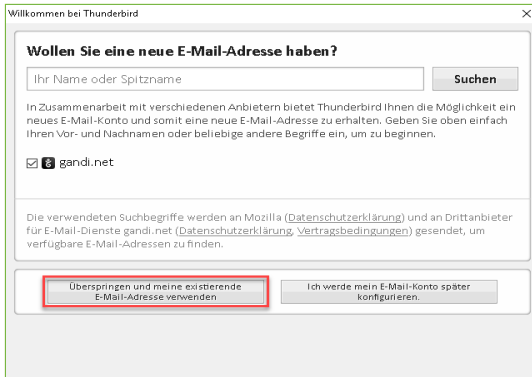 Willkommen bei Thunderbird
Wollen Sie eine neue E-Mail-Adresse haben?
Ihr Name oder Spitzname
Suchen
In Zusammenarbeit mit verschiedenen Anbietern bietet Thunderbird Ihnen die Möglichkeit ein
neues E-Mail-Konto und somit eine neue E-Mail-Adresse zu erhalten. Geben Sie oben einfach
Ihren Vor- und Nachnamen oder beliebige andere Begriffe ein, um zu beginnen.
gandi.net
Die verwendeten Suchbegriffe werden an Mozilla (Datenschutzerklärung) und an Drittanbieter
für E-Mail-Dienste gandi.net (Datenschutzerklärung, Vertragsbedingungen) gesendet, um
verfügbare E-Mail-Adressen zu finden.
Überspringen und meine existierende
E-Mail-Adresse verwenden
Ich werde mein E-Mail-Konto später
konfigurieren.